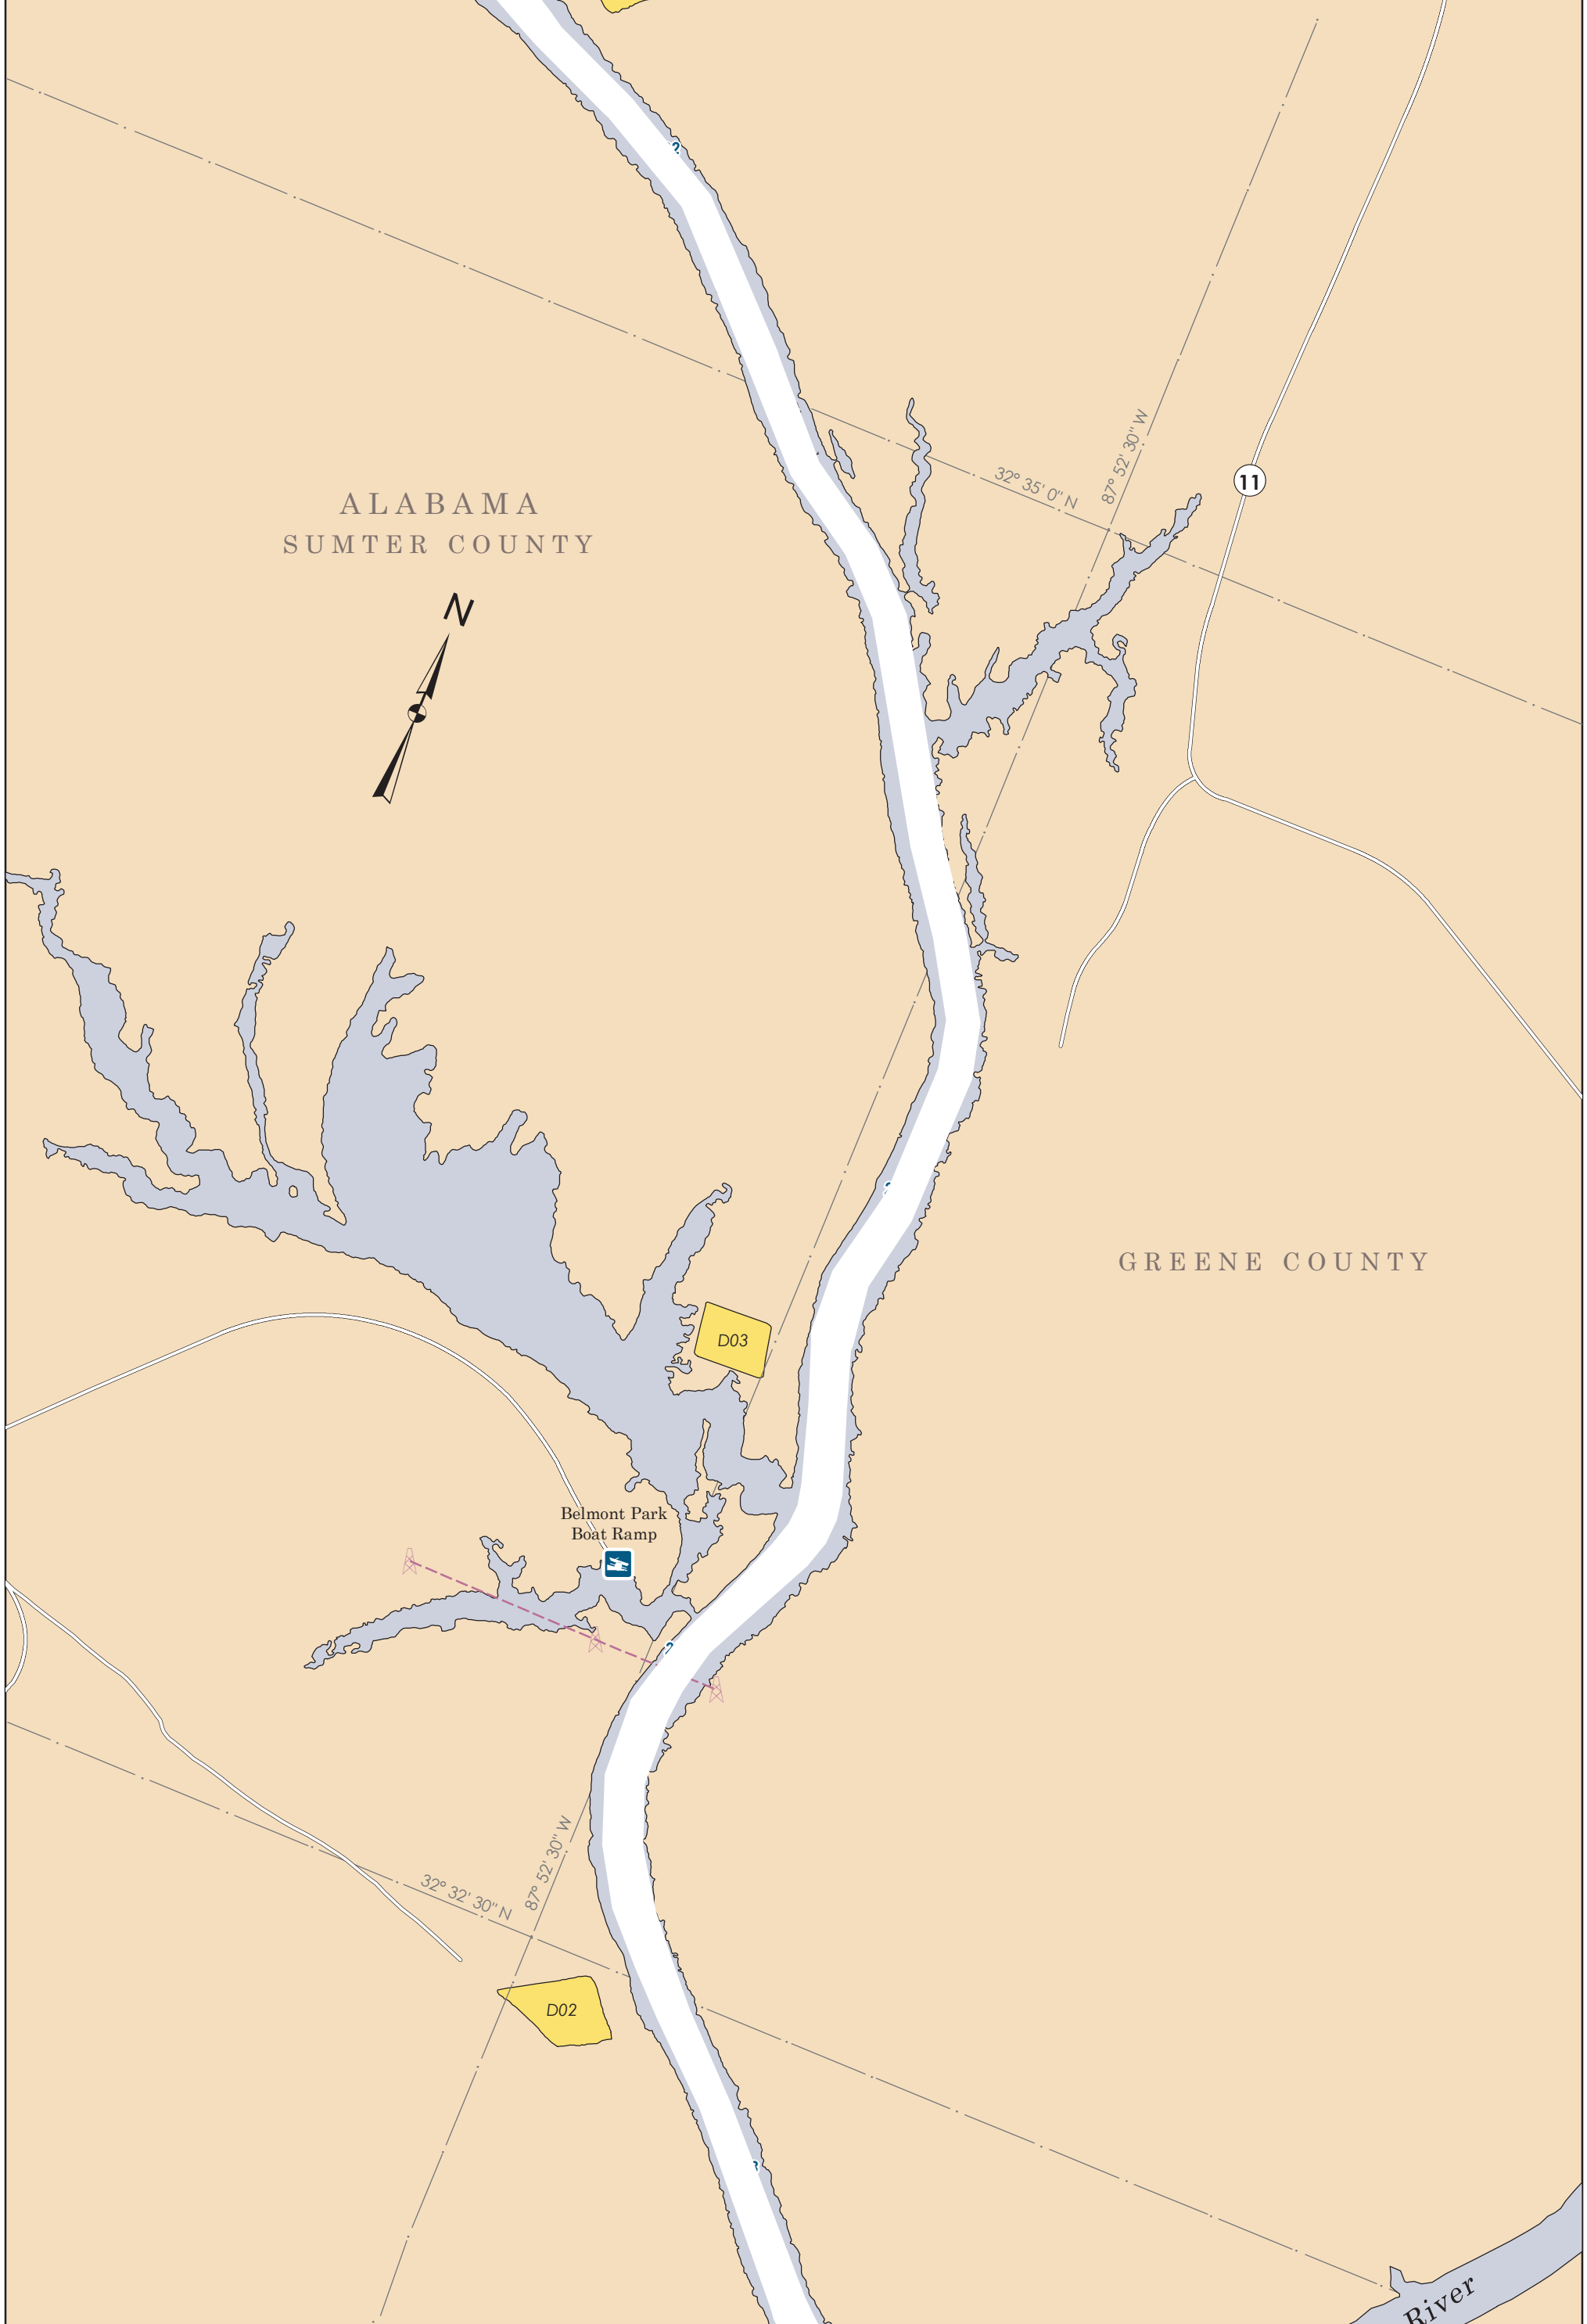 32° 35' 0" N
87° 52' 30" W
11
ALABAMA
SUMTER COUNTY
N
GREENE COUNTY
D03
Belmont Park
Boat Ramp
87° 52' 30" W
32° 32' 30" N
D02
River